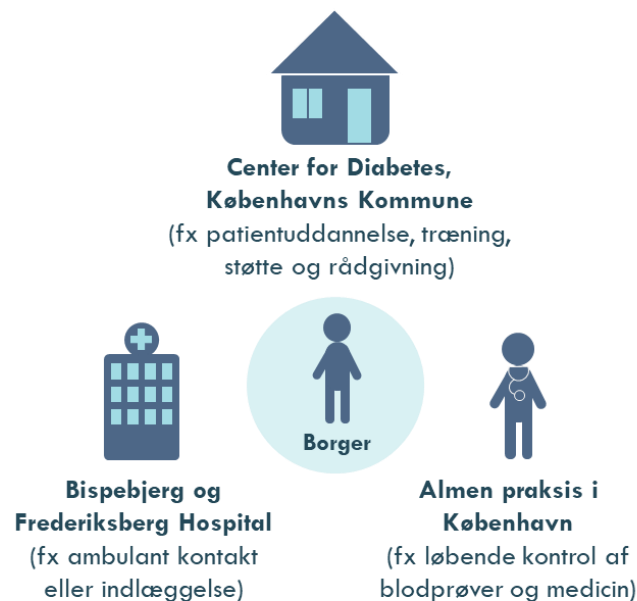 Center for Diabetes,
Københavns Kommune
(fx patientuddannelse, træning,
støtte og rådgivning)
Borger
Bispebjerg og
Frederiksberg Hospital
(fx ambulant kontakt
eller indlæggelse)
Almen praksis i
København
(fx løbende kontrol af
blodprøver og medicin)